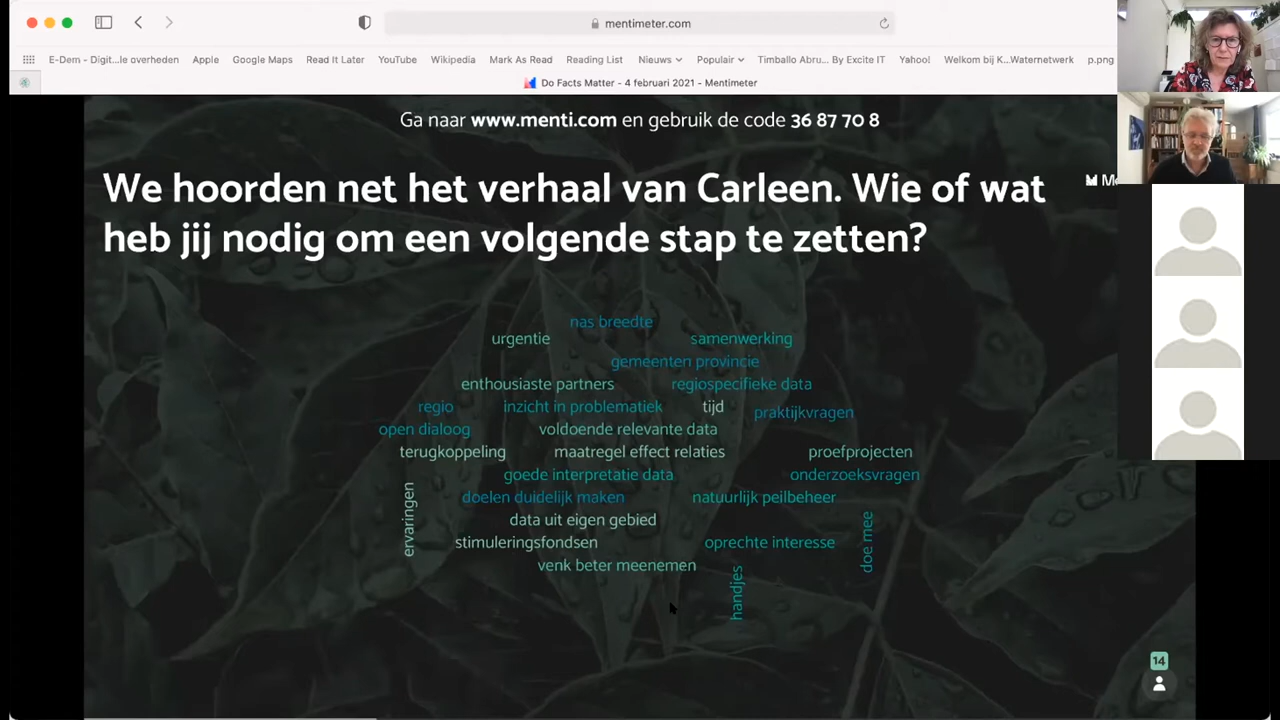 mentimeter.com
E-Dem - Digit...le overheden Apple Google Maps Read It Later YouTube Wikipedia Mark As Read Reading List Nieuws Populair Timballo Abru... By Excite IT Yahoo! Welkom bij K...Waternetwerk p.png
Do Facts Matter - 4 februari 2021 - Mentimeter
Ga naar www.menti.com en gebruik de code 36 87 70 8
We hoorden net het verhaal van Carleen. Wie of wat
heb jij nodig om een volgende stap te zetten?
nas breedte
urgentie
samenwerking
gemeenten provincie
enthousiaste partners
regiospecifieke data
regio
inzicht in problematiek
tijd
praktijkvragen
open dialoog
voldoende relevante data
terugkoppeling
maatregel effect relaties
proefprojecten
goede interpretatie data
onderzoeksvragen
doelen duidelijk maken
natuurlijk peilbeheer
ervaringen
data uit eigen gebied
doe mee
stimuleringsfondsen
oprechte interesse
venk beter meenemen
handjes
14